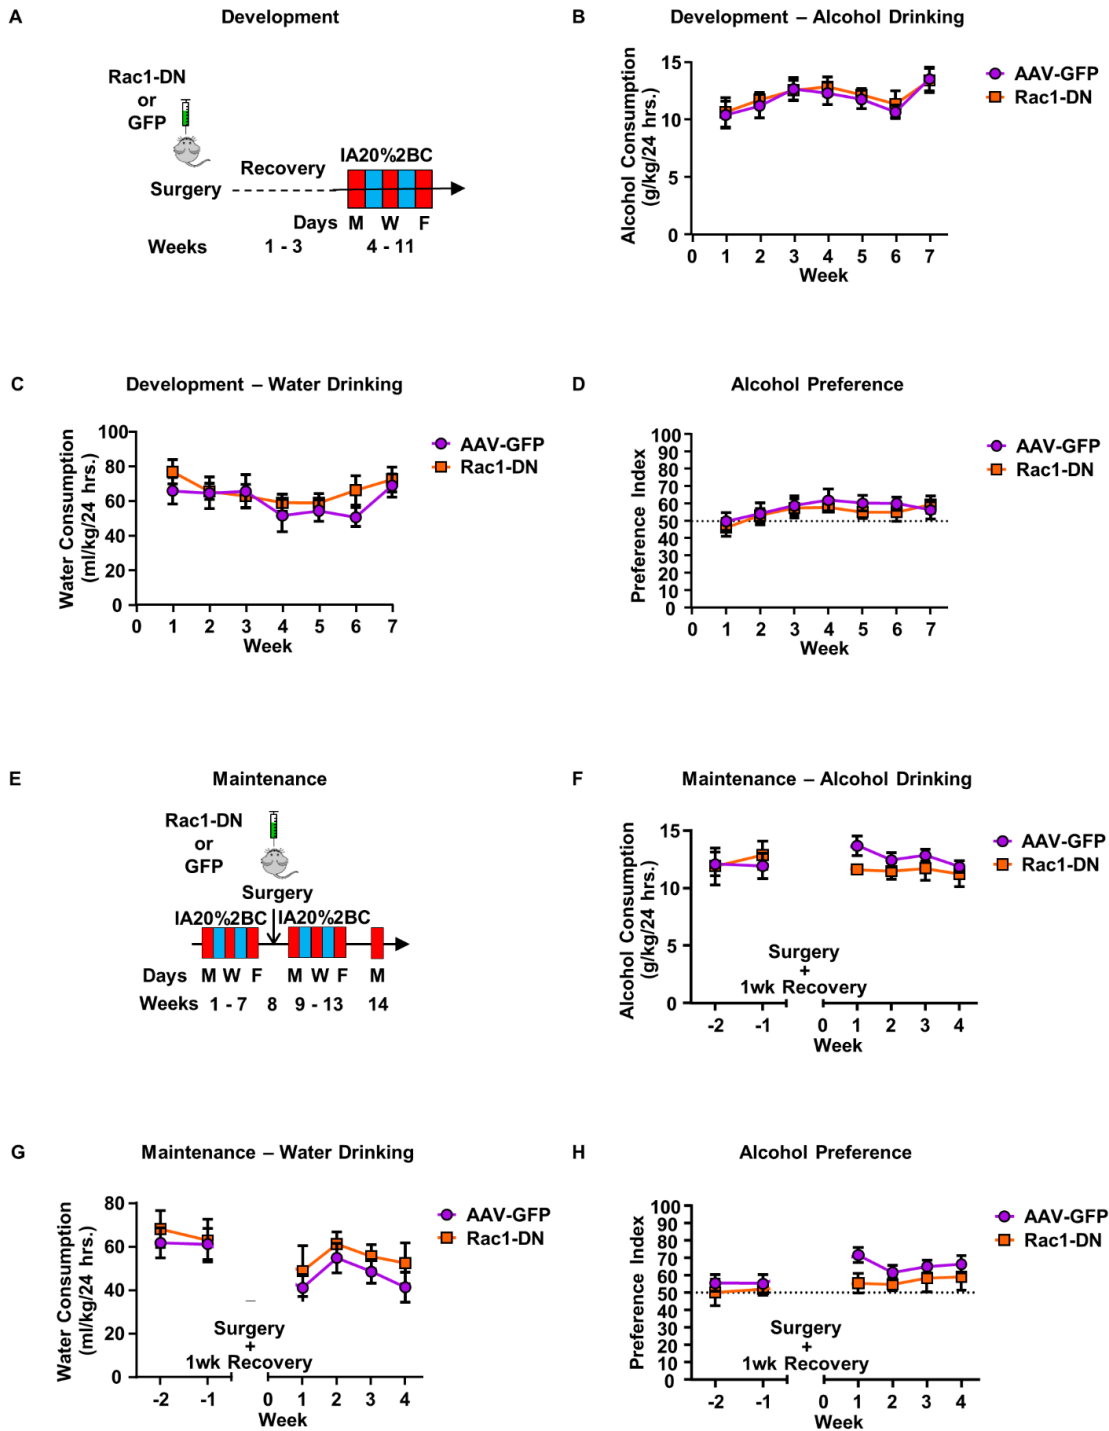 A
Development
Rac1-DN
or
GFP
Surgery
Recovery
IA20%2BC
Days M W F
Weeks 1 - 3 4 - 11
B
Development – Alcohol Drinking
Alcohol Consumption
(g/kg/24 hrs.)
15
10
5
0
0 1 2 3 4 5 6 7
Week
AAV-GFP
Rac1-DN
C
Development – Water Drinking
Water Consumption
(ml/kg/24 hrs.)
100
80
60
40
20
0
0 1 2 3 4 5 6 7
Week
AAV-GFP
Rac1-DN
D
Alcohol Preference
Preference Index
100
90
80
70
60
50
40
30
20
10
0
0 1 2 3 4 5 6 7
Week
AAV-GFP
Rac1-DN
E
Maintenance
Rac1-DN
or
GFP
Surgery
IA20%2BC IA20%2BC
Days M W F M W F M
Weeks 1 - 7 8 9 - 13 14
F
Maintenance – Alcohol Drinking
Alcohol Consumption
(g/kg/24 hrs.)
15
10
5
0
Surgery
+
1wk Recovery
-2 -1 0 1 2 3 4
Week
AAV-GFP
Rac1-DN
G
Maintenance – Water Drinking
Water Consumption
(ml/kg/24 hrs.)
80
60
40
20
0
Surgery
+
1wk Recovery
-2 -1 0 1 2 3 4
Week
AAV-GFP
Rac1-DN
H
Alcohol Preference
Preference Index
100
90
80
70
60
50
40
30
20
10
0
Surgery
+
1wk Recovery
-2 -1 0 1 2 3 4
Week
AAV-GFP
Rac1-DN